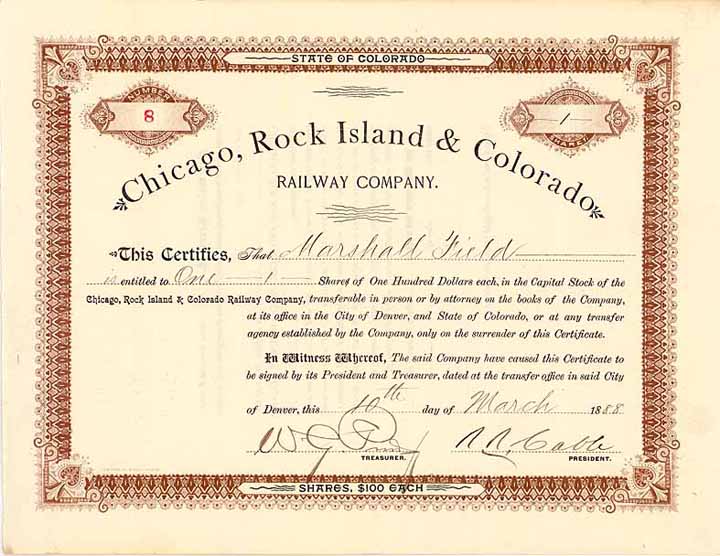 STATE OF COLORADO
NUMBER
8
1
SHARES
Chicago, Rock Island & Colorado
RAILWAY COMPANY.
This Certifies, That Marshall Field
is entitled to One 1 Shares of One Hundred Dollars each, in the Capital Stock of the
Chicago, Rock Island & Colorado Railway Company, transferable in person or by attorney on the books of the Company,
at its office in the City of Denver, and State of Colorado, or at any transfer
agency established by the Company, only on the surrender of this Certificate.
In Witness Whereof, The said Company have caused this Certificate to
be signed by its President and Treasurer, dated at the transfer office in said City
of Denver, this 10th day of March 1888
R. R. Cable
TREASURER. PRESIDENT.
SHARES, $100 EACH